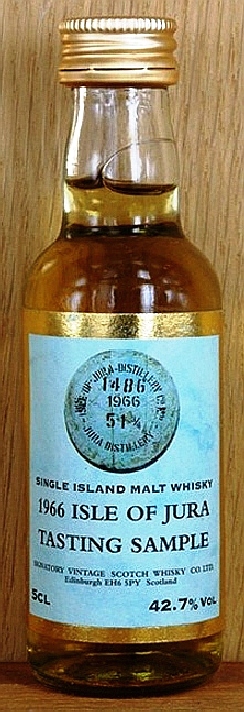 ISLE-OF-JURA-DISTILLERY
1486
1966
51
JURA DISTILLERY
SINGLE ISLAND MALT WHISKY
1966 ISLE OF JURA
TASTING SAMPLE
SIGNATORY VINTAGE SCOTCH WHISKY CO. LTD.
Edinburgh EH6 5PY Scotland
5CL 42.7% VOL